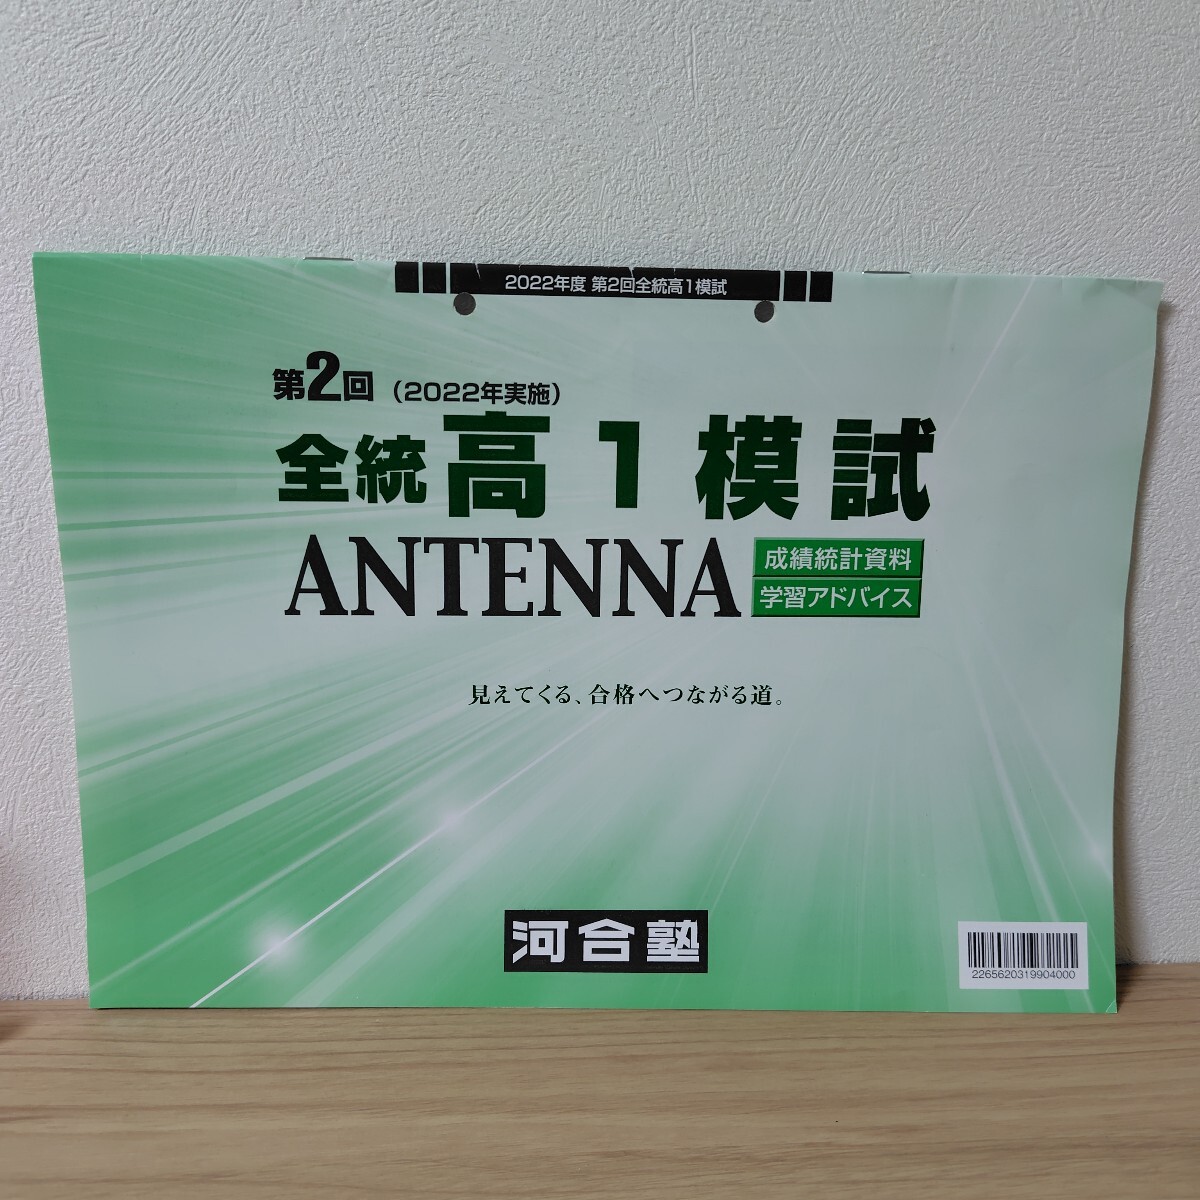 2022年度 第2回全統高1模試
第2回（2022年実施）
全統高1模試
ANTENNA
成績統計資料
学習アドバイス
見えてくる、合格へつながる道。
河合塾
2265620319904000